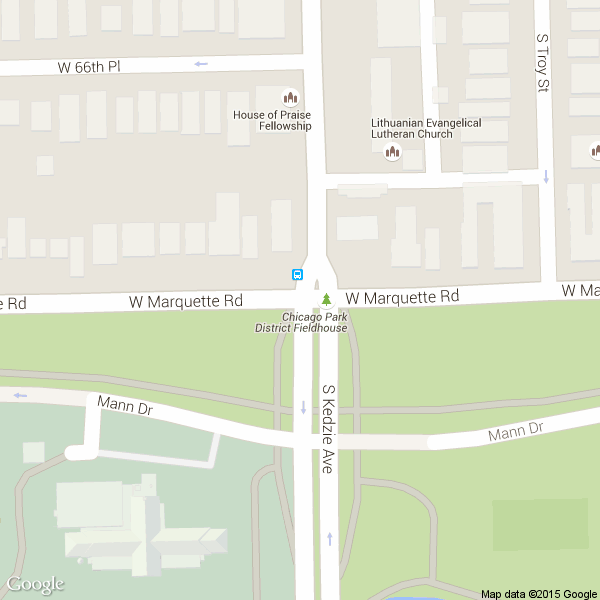 W 66th Pl
S Troy St
House of Praise
Fellowship
Lithuanian Evangelical
Lutheran Church
e Rd
W Marquette Rd
W Marquette Rd
W Ma
Chicago Park
District Fieldhouse
Mann Dr
S Kedzie Ave
Mann Dr
Google
Map data ©2015 Google